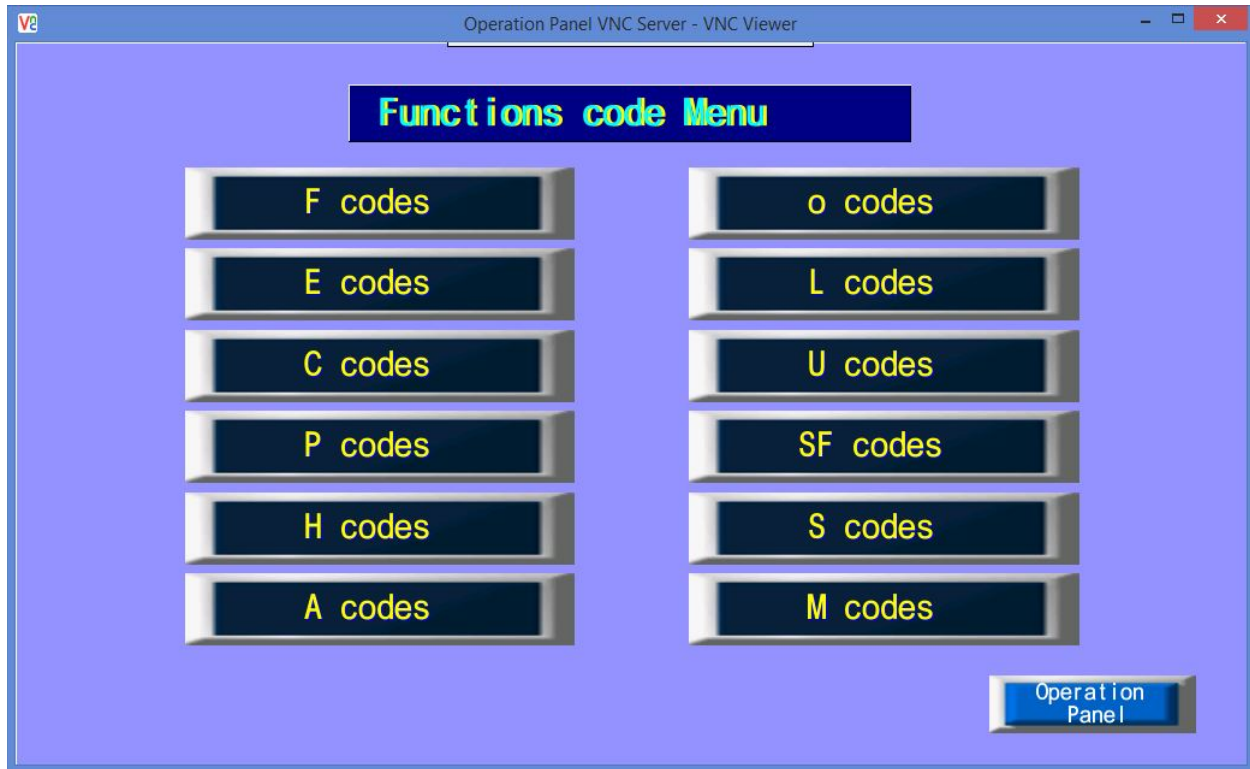 Operation Panel VNC Server - VNC Viewer
Functions code Menu
F codes
E codes
C codes
P codes
H codes
A codes
o codes
L codes
U codes
SF codes
S codes
M codes
Operation
Panel